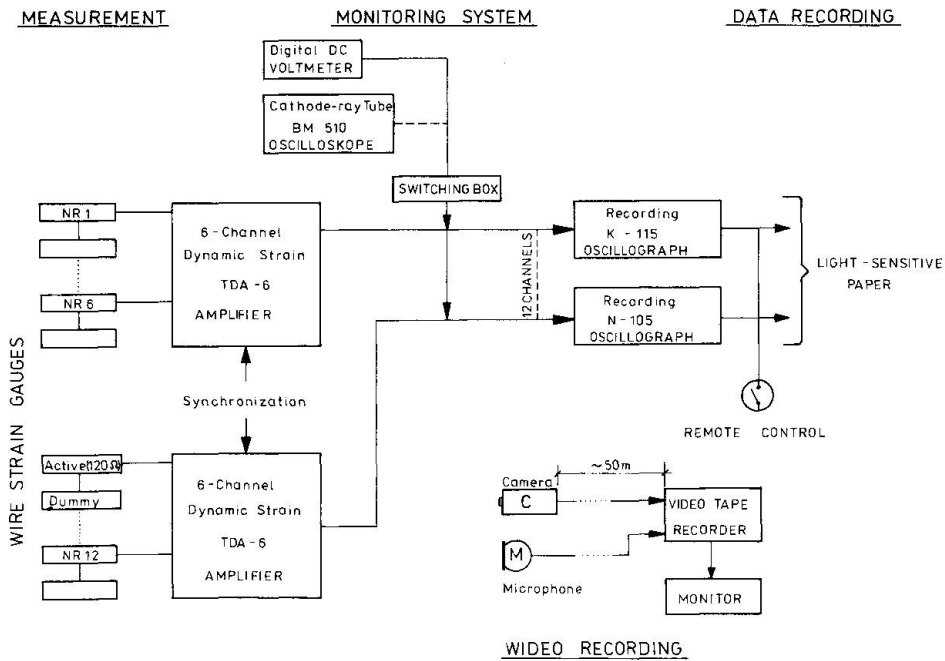 MEASUREMENT
MONITORING SYSTEM
DATA RECORDING
Digital DC
VOLTMETER
Cathode-ray Tube
BM 510
OSCILLOSKOPE
SWITCHING BOX
NR 1
NR 6
6-Channel
Dynamic Strain
TDA-6
AMPLIFIER
12 CHANNELS
Recording
K-115
OSCILLOGRAPH
Recording
N-105
OSCILLOGRAPH
LIGHT-SENSITIVE
PAPER
REMOTE CONTROL
WIRE STRAIN GAUGES
Synchronization
Active(120Ω)
Dummy
NR 12
6-Channel
Dynamic Strain
TDA-6
AMPLIFIER
~50m
Camera
C
M
Microphone
VIDEO TAPE
RECORDER
MONITOR
WIDEO RECORDING